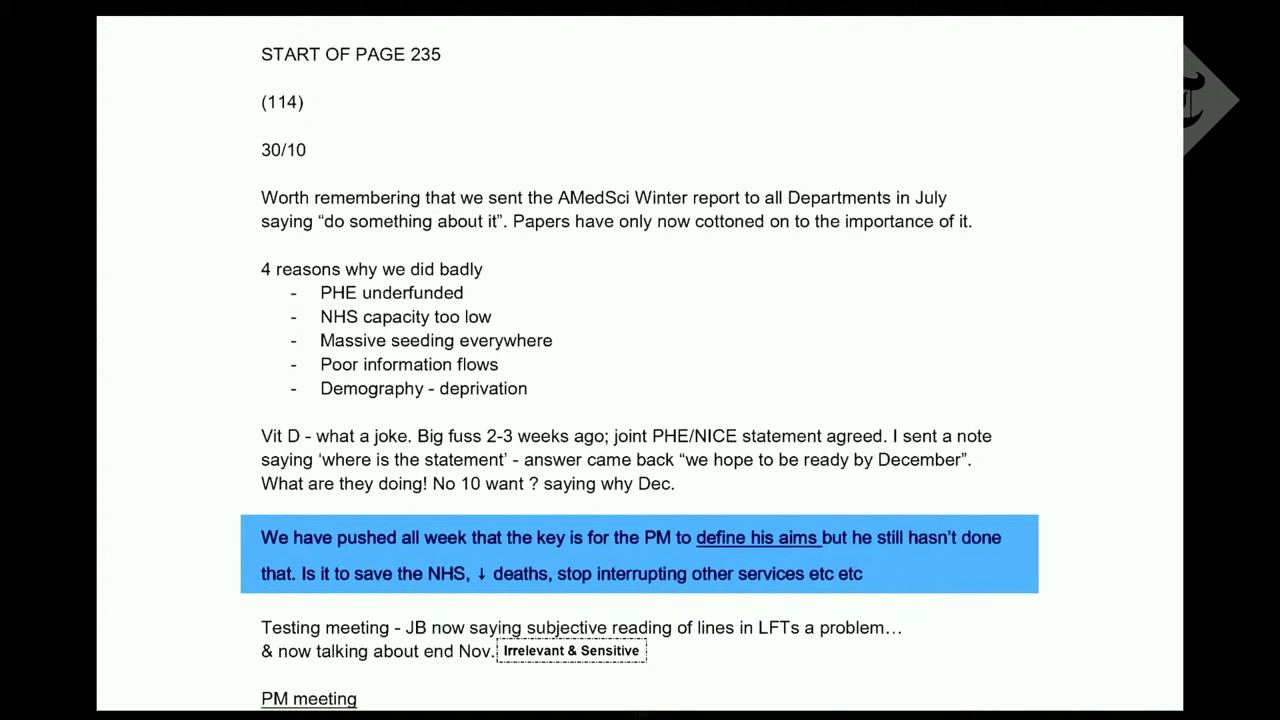 START OF PAGE 235
(114)
30/10
Worth remembering that we sent the AMedSci Winter report to all Departments in July
saying “do something about it”. Papers have only now cottoned on to the importance of it.
4 reasons why we did badly
- PHE underfunded
- NHS capacity too low
- Massive seeding everywhere
- Poor information flows
- Demography - deprivation
Vit D - what a joke. Big fuss 2-3 weeks ago; joint PHE/NICE statement agreed. I sent a note
saying ‘where is the statement’ - answer came back “we hope to be ready by December”.
What are they doing! No 10 want ? saying why Dec.
We have pushed all week that the key is for the PM to define his aims but he still hasn’t done
that. Is it to save the NHS, ↓ deaths, stop interrupting other services etc etc
Testing meeting - JB now saying subjective reading of lines in LFTs a problem…
& now talking about end Nov. Irrelevant & Sensitive
PM meeting